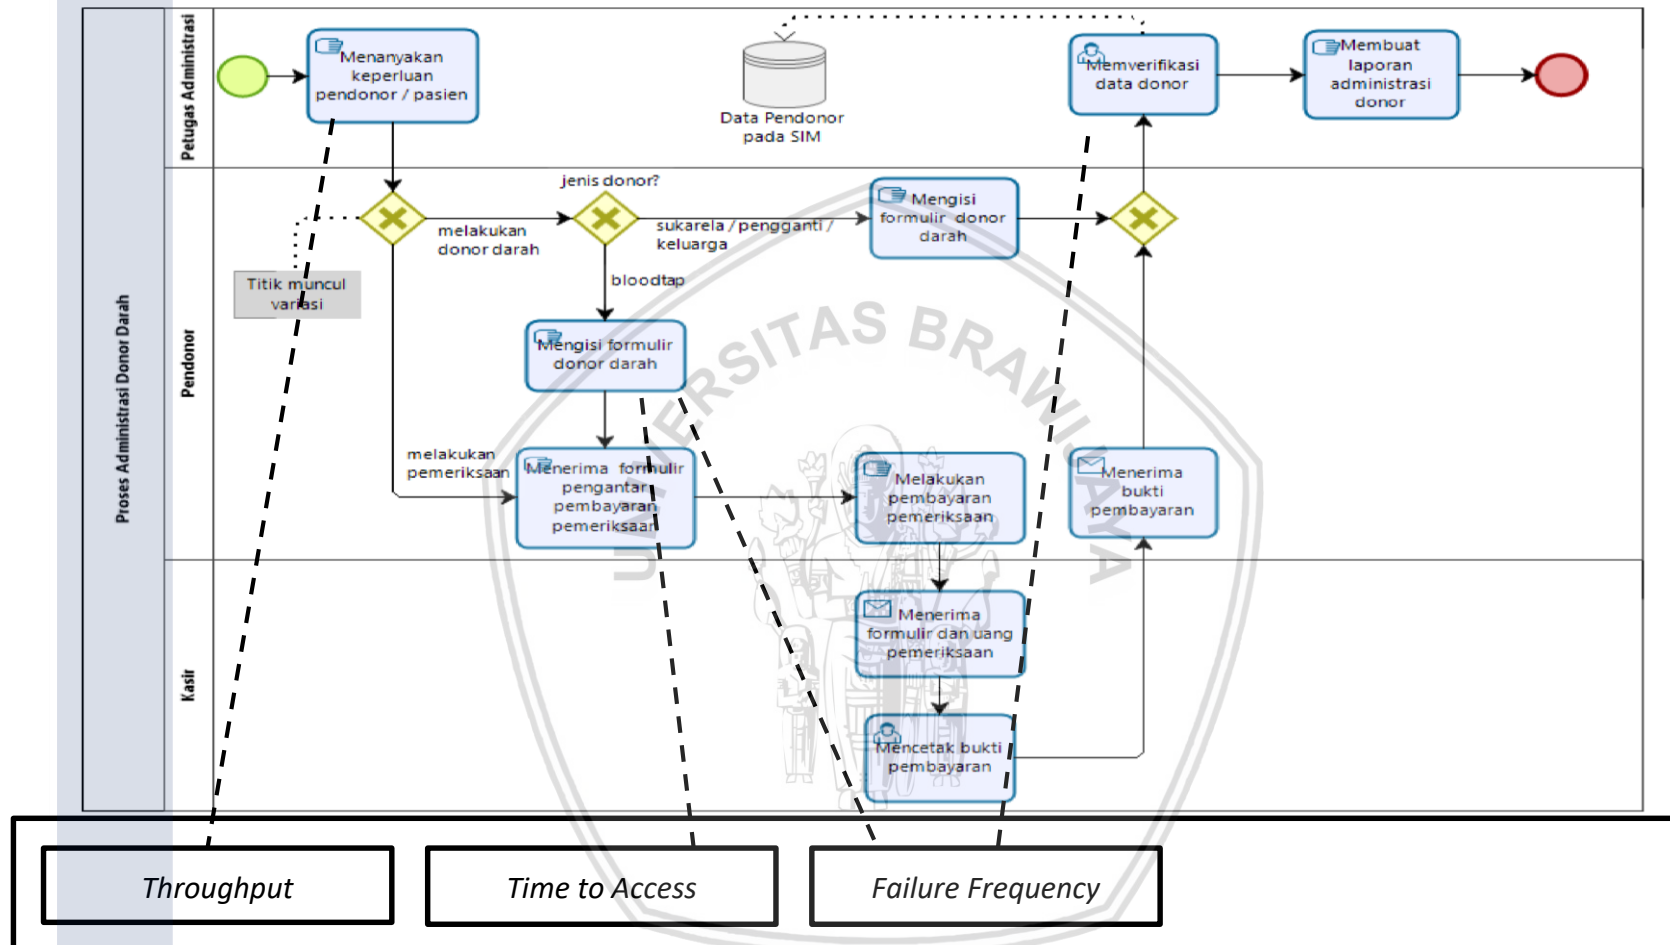 Proses Administrasi Donor Darah
Petugas Administrasi
Menanyakan
keperluan
pendonor / pasien
Data Pendonor
pada SIM
Memverifikasi
data donor
Membuat
laporan
administrasi
donor
Pendonor
jenis donor?
melakukan
donor darah
sukarela / pengganti /
keluarga
Mengisi
formulir donor
darah
Titik muncul
variasi
bloodtap
Mengisi formulir
donor darah
melakukan
pemeriksaan
Menerima formulir
pengantar
pembayaran
pemeriksaan
Melakukan
pembayaran
pemeriksaan
Menerima
bukti
pembayaran
Kasir
Menerima
formulir dan uang
pemeriksaan
Mencetak bukti
pembayaran
UNIVERSITAS BRAWIJAYA
Throughput
Time to Access
Failure Frequency